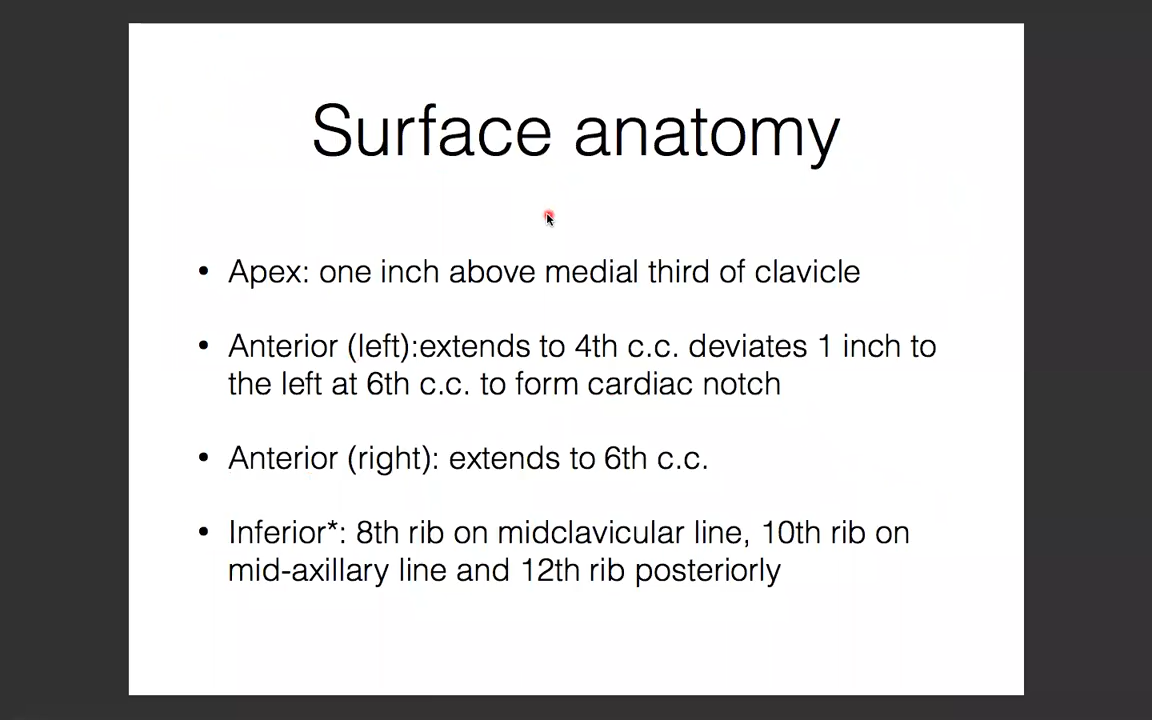 Surface anatomy
• Apex: one inch above medial third of clavicle
• Anterior (left):extends to 4th c.c. deviates 1 inch to
the left at 6th c.c. to form cardiac notch
• Anterior (right): extends to 6th c.c.
• Inferior*: 8th rib on midclavicular line, 10th rib on
mid-axillary line and 12th rib posteriorly